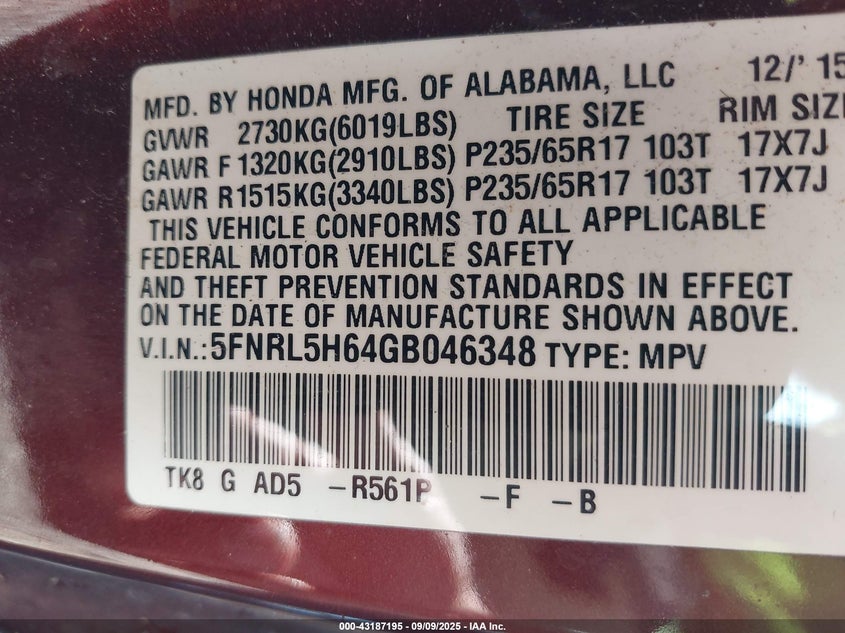 MFD. BY HONDA MFG. OF ALABAMA, LLC 12/'15
GVWR 2730KG(6019LBS) TIRE SIZE RIM SIZE
GAWR F 1320KG(2910LBS) P235/65R17 103T 17X7J
GAWR R1515KG(3340LBS) P235/65R17 103T 17X7J
THIS VEHICLE CONFORMS TO ALL APPLICABLE
FEDERAL MOTOR VEHICLE SAFETY
AND THEFT PREVENTION STANDARDS IN EFFECT
ON THE DATE OF MANUFACTURE SHOWN ABOVE.
V.I.N.: 5FNRL5H64GB046348 TYPE: MPV
TK8 G AD5 -R561P -F -B
000-43187195 - 09/09/2025 - IAA Inc.